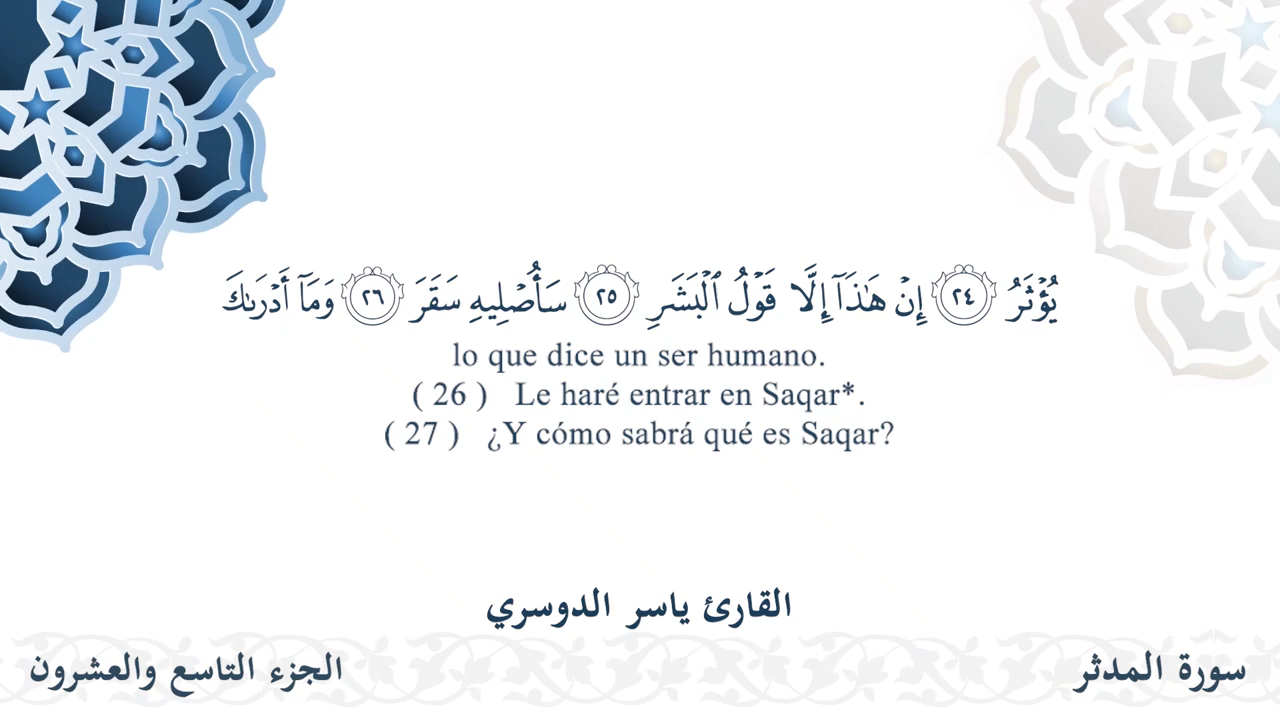 يُؤْثَرُ ٢٤ إِنْ هَٰذَآ إِلَّا قَوْلُ ٱلْبَشَرِ ٢٥ سَأُصْلِيهِ سَقَرَ ٢٦ وَمَآ أَدْرَىٰكَ
lo que dice un ser humano.
( 26 ) Le haré entrar en Saqar*.
( 27 ) ¿Y cómo sabrá qué es Saqar?
القارئ ياسر الدوسري
سورة المدثر
الجزء التاسع والعشرون